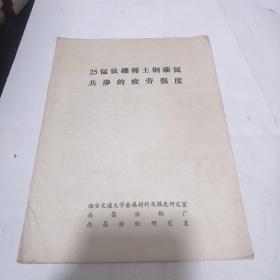 25锰钛硼稀土钢碳氮
共渗的疲劳强度
西安交通大学金属材料及强度研究室
南昌齿轮厂
南昌齿轮研究室